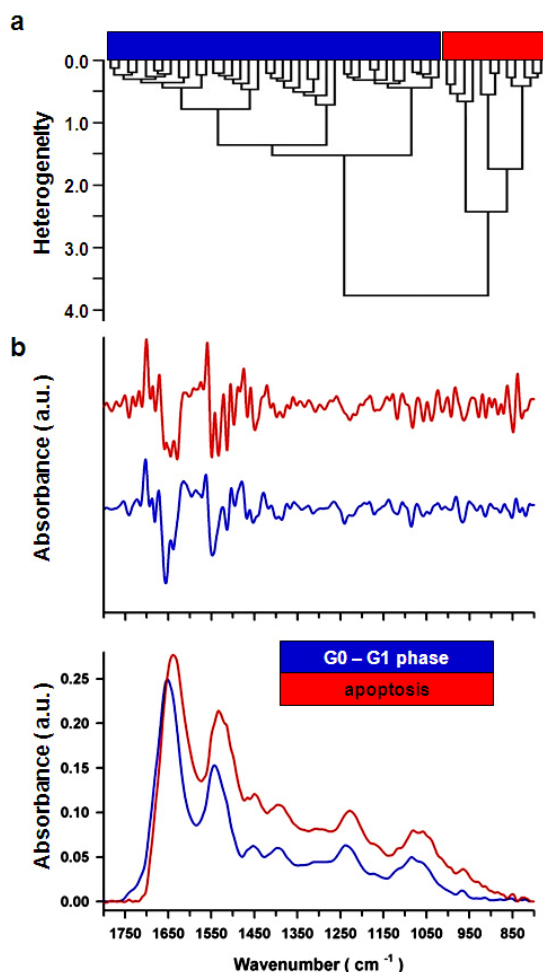 a
Heterogeneity
0.0
1.0
2.0
3.0
4.0
b
Absorbance ( a.u. )
Absorbance ( a.u. )
G0 – G1 phase
apoptosis
0.25
0.20
0.15
0.10
0.05
0.00
1750 1650 1550 1450 1350 1250 1150 1050 950 850
Wavenumber ( cm⁻¹ )